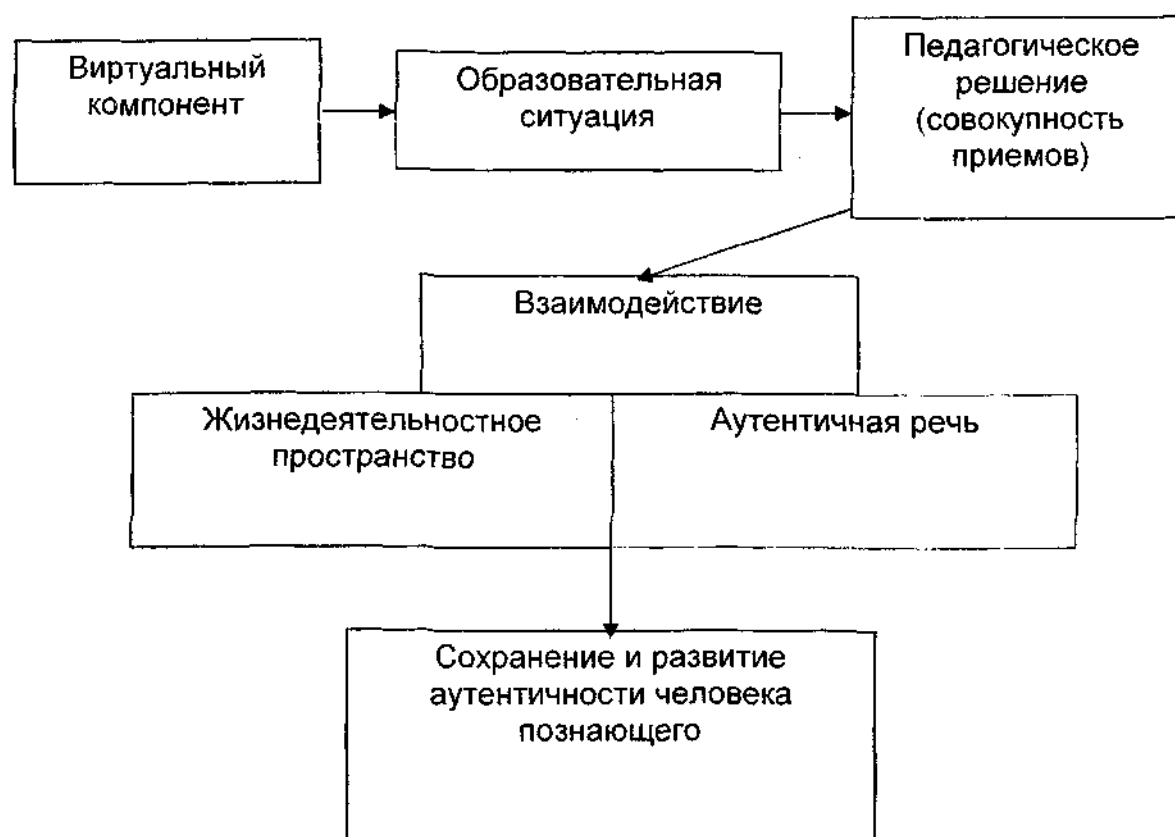 Виртуальный
компонент
Образовательная
ситуация
Педагогическое
решение
(совокупность
приемов)
Взаимодействие
Жизнедеятельностное
пространство
Аутентичная речь
Сохранение и развитие
аутентичности человека
познающего